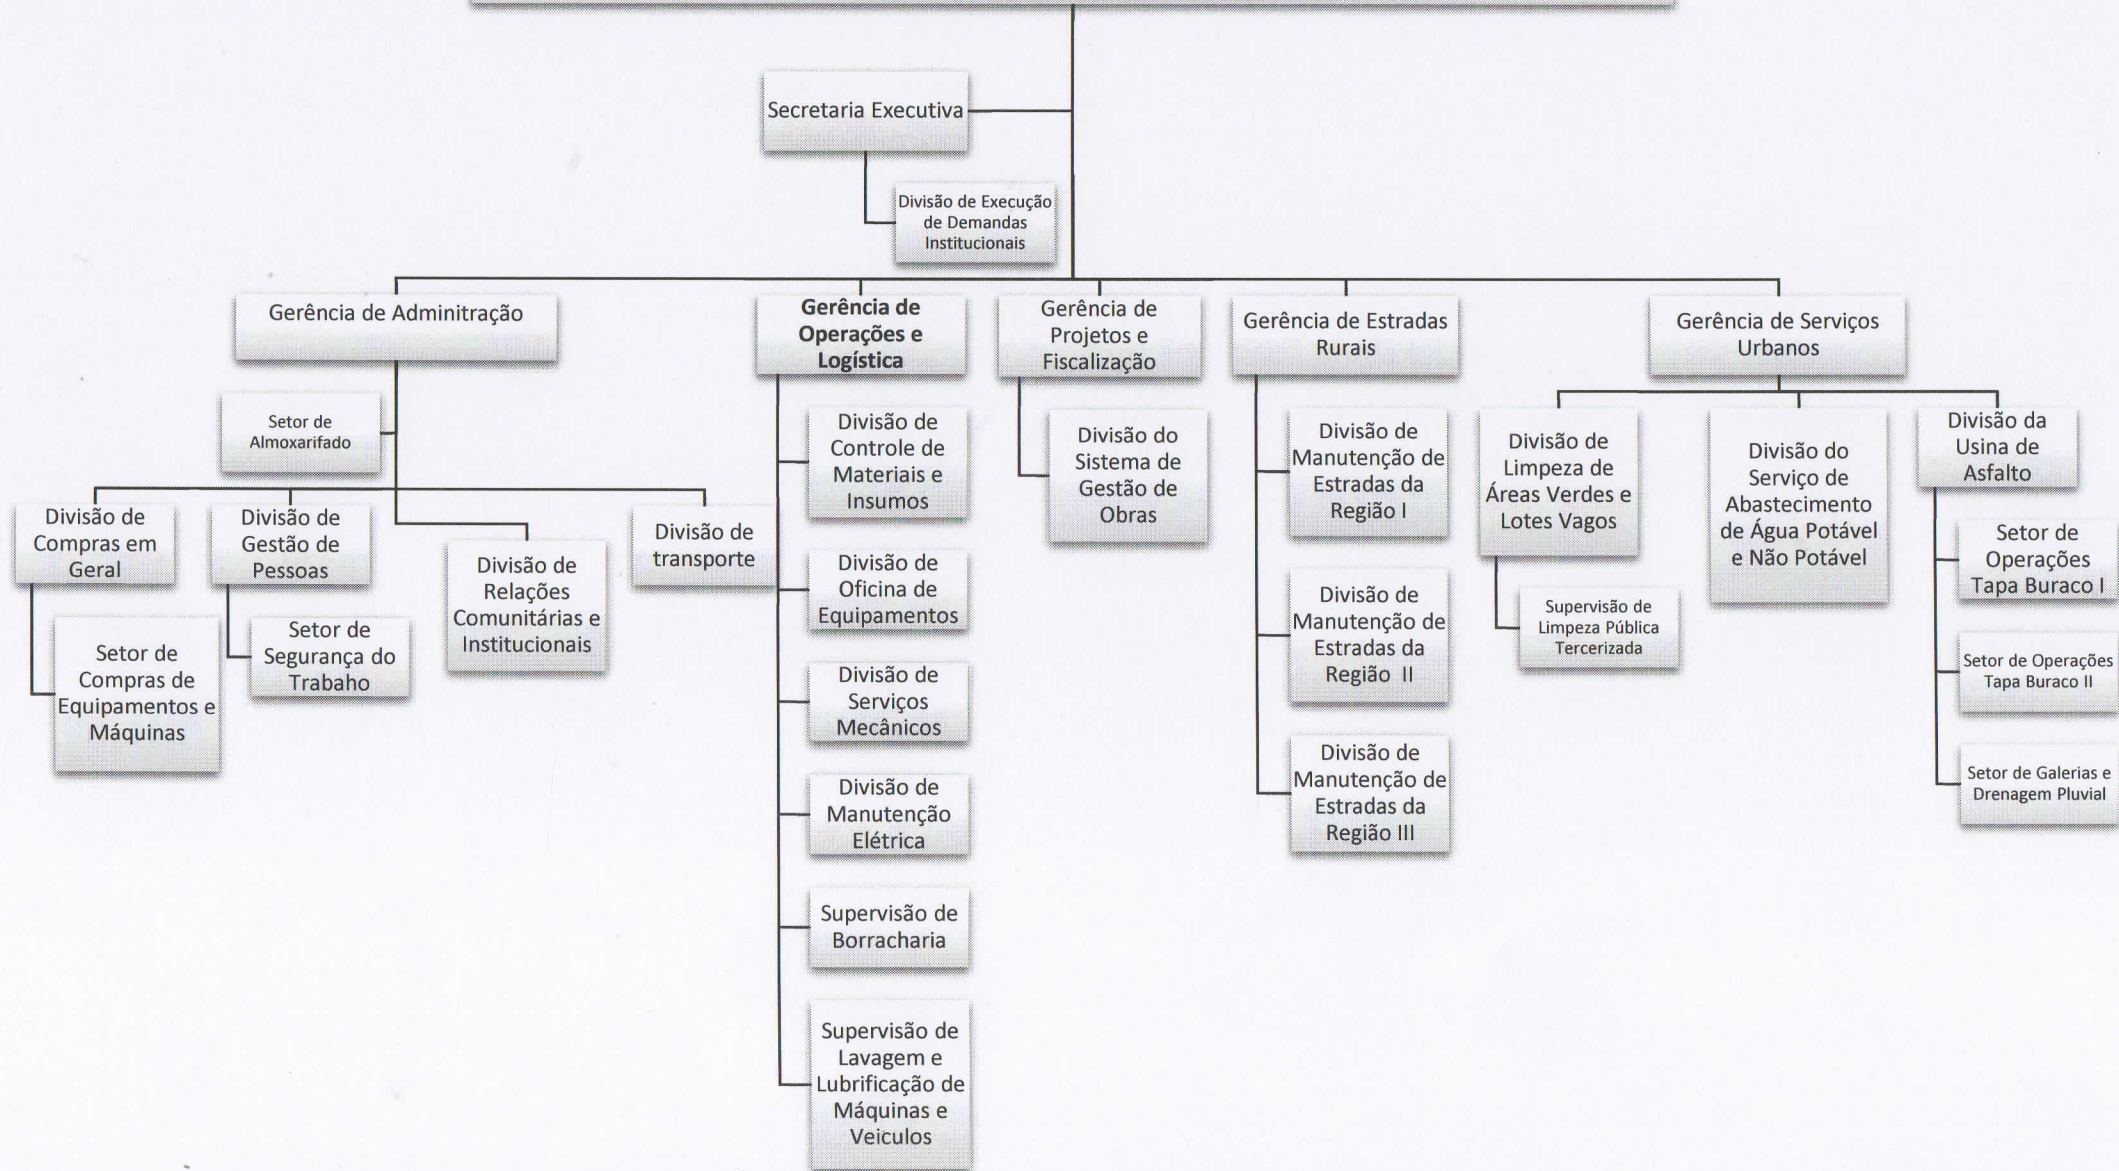 Secretaria Executiva
Divisão de Execução
de Demandas
Institucionais
Gerência de Adminitração
Setor de
Almoxarifado
Divisão de
Compras em
Geral
Setor de
Compras de
Equipamentos e
Máquinas
Divisão de
Gestão de
Pessoas
Setor de
Segurança do
Trabaho
Divisão de
Relações
Comunitárias e
Institucionais
Divisão de
transporte
Gerência de
Operações e
Logística
Divisão de
Controle de
Materiais e
Insumos
Divisão de
Oficina de
Equipamentos
Divisão de
Serviços
Mecânicos
Divisão de
Manutenção
Elétrica
Supervisão de
Borracharia
Supervisão de
Lavagem e
Lubrificação de
Máquinas e
Veiculos
Gerência de
Projetos e
Fiscalização
Divisão do
Sistema de
Gestão de
Obras
Gerência de Estradas
Rurais
Divisão de
Manutenção de
Estradas da
Região I
Divisão de
Manutenção de
Estradas da
Região  II
Divisão de
Manutenção de
Estradas da
Região III
Gerência de Serviços
Urbanos
Divisão de
Limpeza de
Áreas Verdes e
Lotes Vagos
Supervisão de
Limpeza Pública
Tercerizada
Divisão do
Serviço de
Abastecimento
de Água Potável
e Não Potável
Divisão da
Usina de
Asfalto
Setor de
Operações
Tapa Buraco I
Setor de Operações
Tapa Buraco II
Setor de Galerias e
Drenagem Pluvial